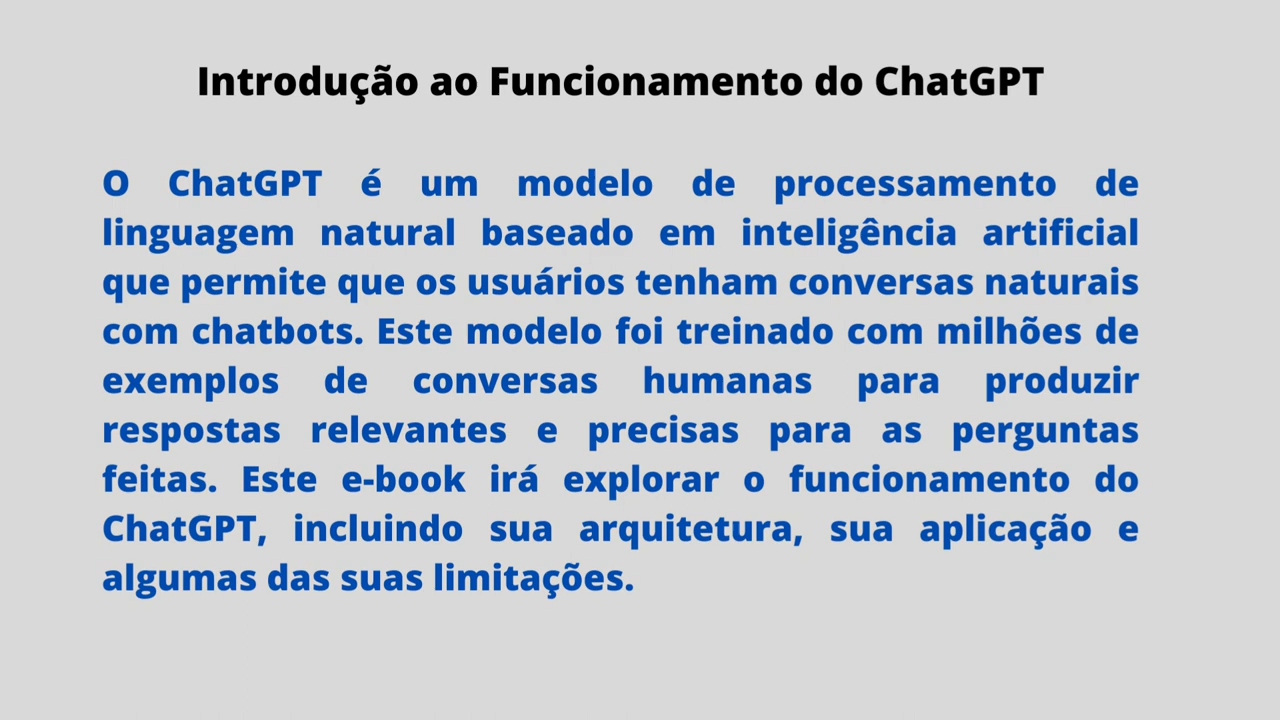 Introdução ao Funcionamento do ChatGPT
O ChatGPT é um modelo de processamento de
linguagem natural baseado em inteligência artificial
que permite que os usuários tenham conversas naturais
com chatbots. Este modelo foi treinado com milhões de
exemplos de conversas humanas para produzir
respostas relevantes e precisas para as perguntas
feitas. Este e-book irá explorar o funcionamento do
ChatGPT, incluindo sua arquitetura, sua aplicação e
algumas das suas limitações.